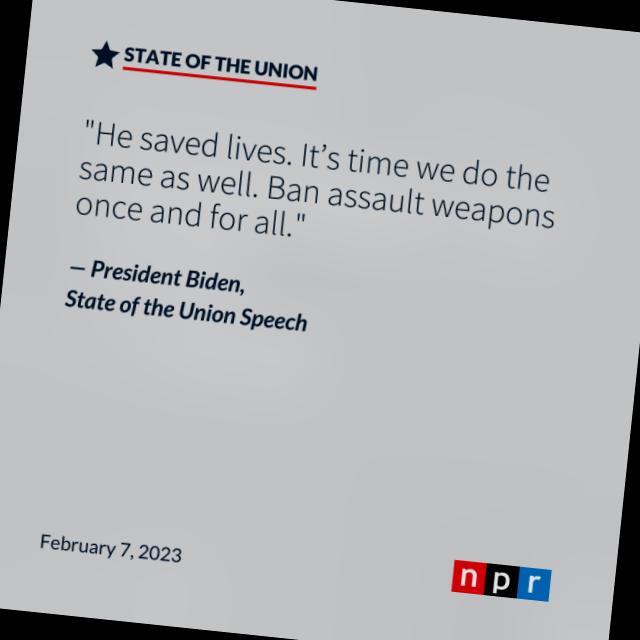 STATE OF THE UNION
"He saved lives. It’s time we do the
same as well. Ban assault weapons
once and for all."
— President Biden,
State of the Union Speech
February 7, 2023
npr